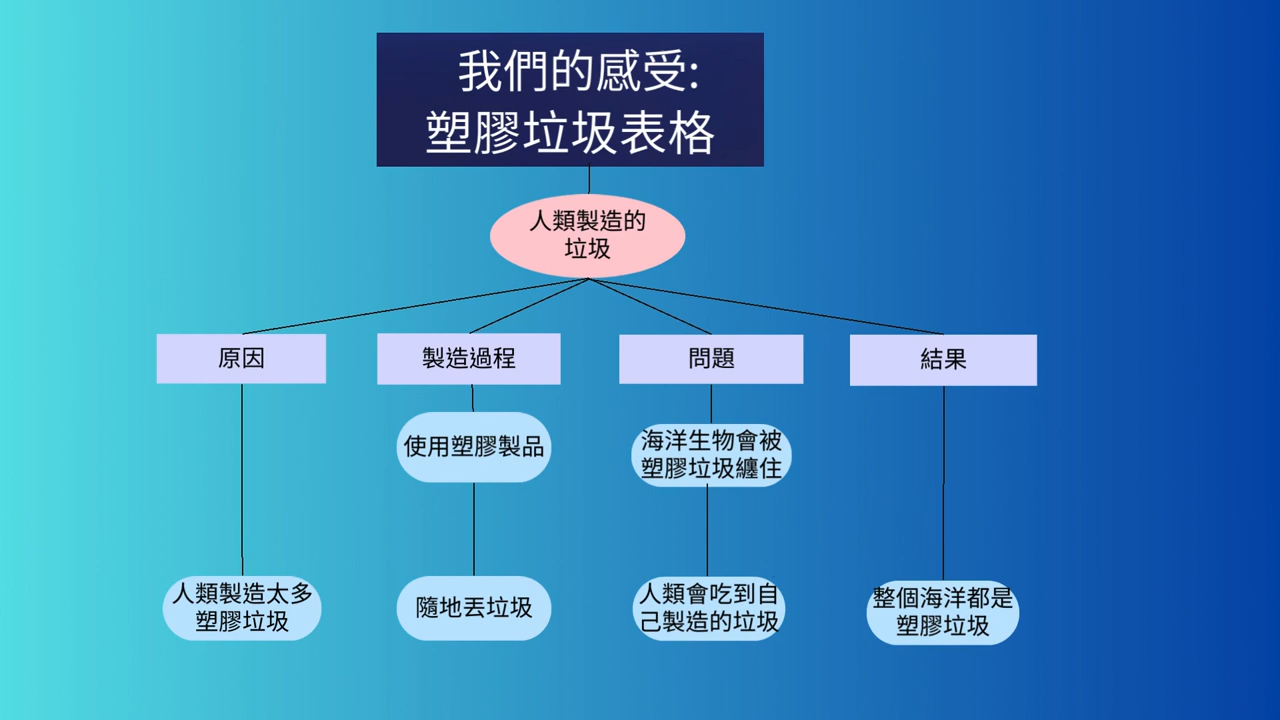 我們的感受:
塑膠垃圾表格
人類製造的
垃圾
原因
製造過程
問題
結果
使用塑膠製品
海洋生物會被
塑膠垃圾纏住
人類製造太多
塑膠垃圾
隨地丟垃圾
人類會吃到自
己製造的垃圾
整個海洋都是
塑膠垃圾